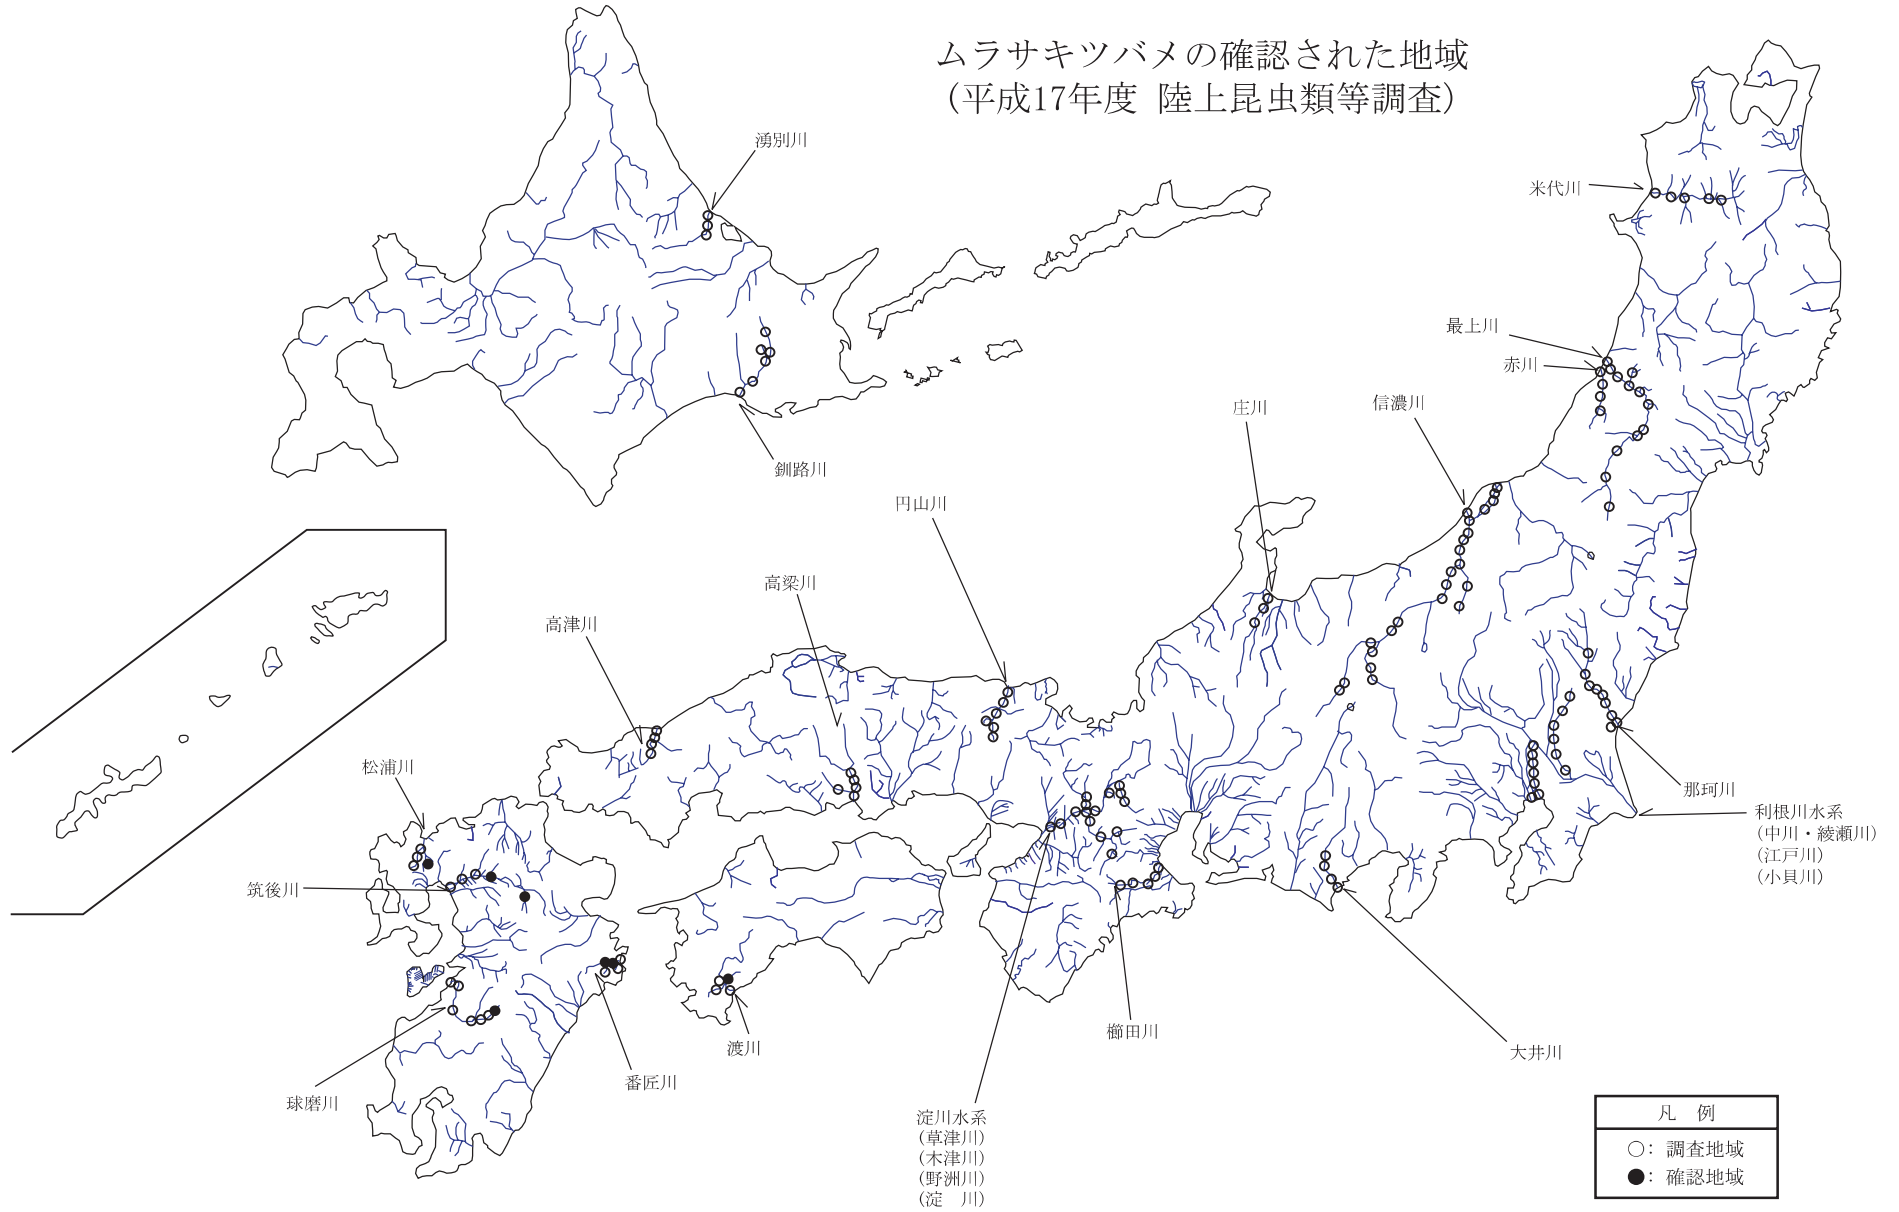 ムラサキツバメの確認された地域
(平成17年度 陸上昆虫類等調査)
湧別川
米代川
最上川
赤川
信濃川
庄川
釧路川
円山川
高梁川
高津川
松浦川
筑後川
那珂川
利根川水系
(中川・綾瀬川)
(江戸川)
(小貝川)
櫛田川
大井川
渡川
番匠川
球磨川
淀川水系
(草津川)
(木津川)
(野洲川)
(淀 川)
凡 例
○: 調査地域
●: 確認地域